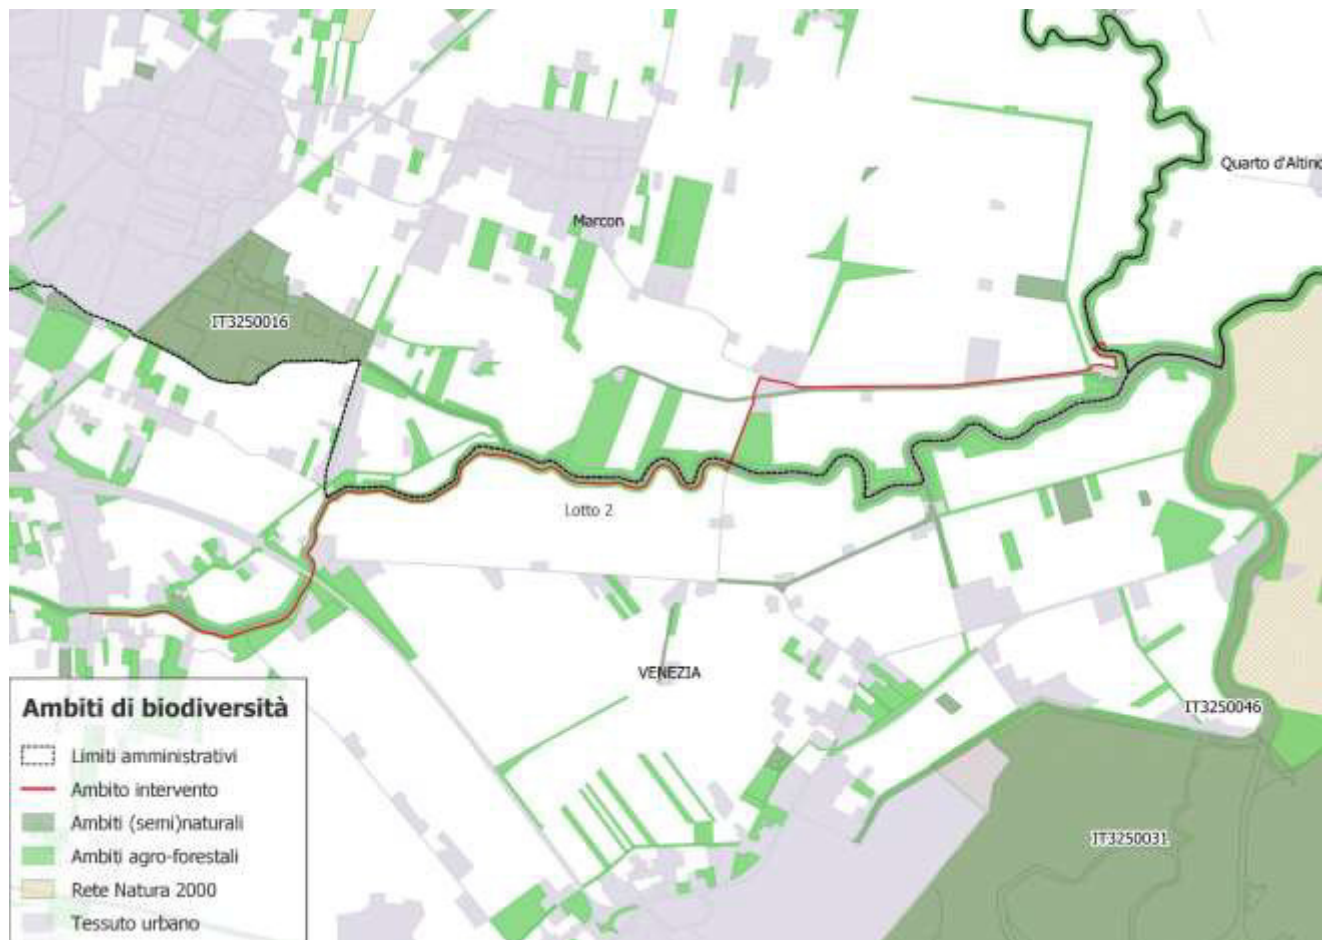 Quarto d'Altino
Marcon
IT3250016
Lotto 2
VENEZIA
IT3250046
IT3250031
Ambiti di biodiversità
Limiti amministrativi
Ambito intervento
Ambiti (semi)naturali
Ambiti agro-forestali
Rete Natura 2000
Tessuto urbano